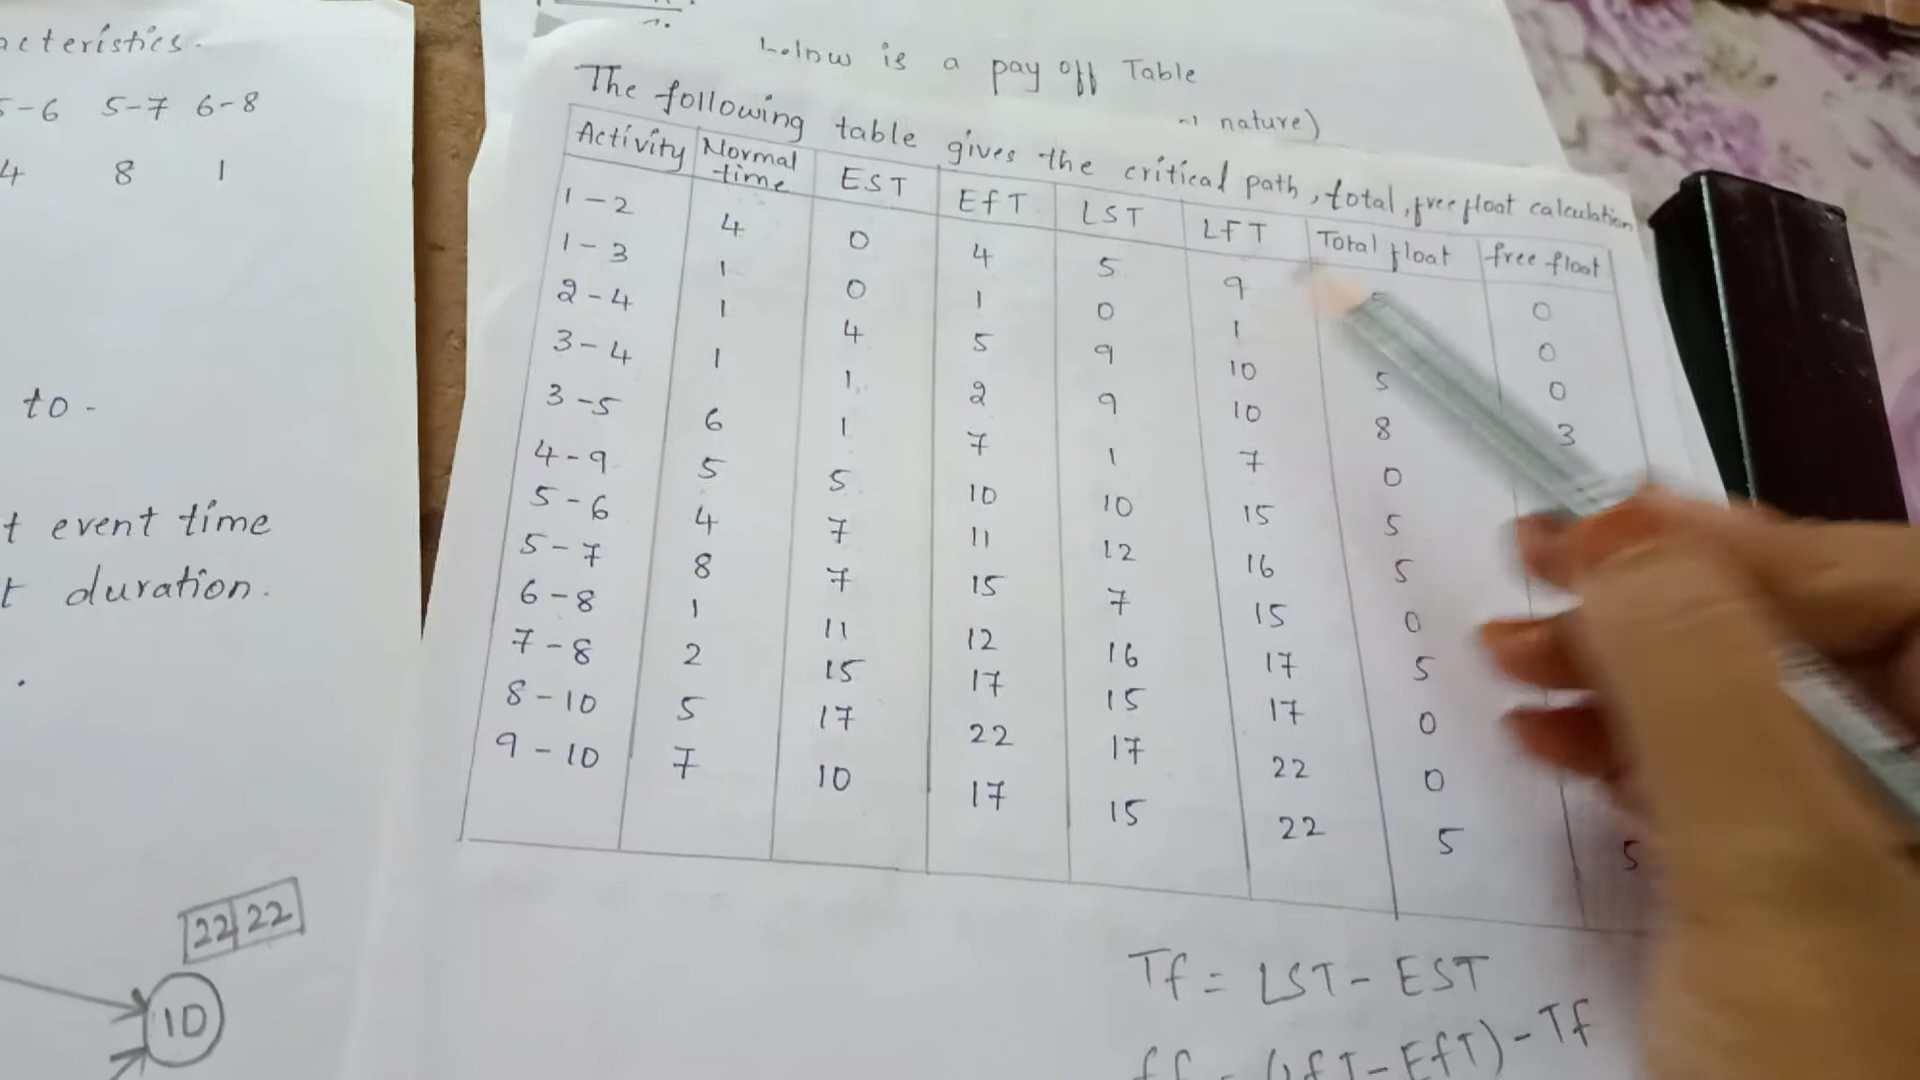 acteristics.
5-6 5-7 6-8
4 8 1
to -
t event time
t duration.
22 22
10
below is a pay off Table
nature)
The following table gives the critical path, total, free float calculation
Activity Normal time EST EfT LST LFT Total float free float
1-2 4 0 4 5 9 5 0
1-3 1 0 1 0 1 0
2-4 1 4 5 9 10 5 0
3-4 1 1 2 9 10 8 3
3-5 6 1 7 1 7 0
4-9 5 5 10 10 15 5
5-6 4 7 11 12 16 5
5-7 8 7 15 7 15 0
6-8 1 11 12 16 17 5
7-8 2 15 17 15 17 0
8-10 5 17 22 17 22 0
9-10 7 10 17 15 22 5 5
Tf = LST - EST
ff = (LfT - EfT) - Tf